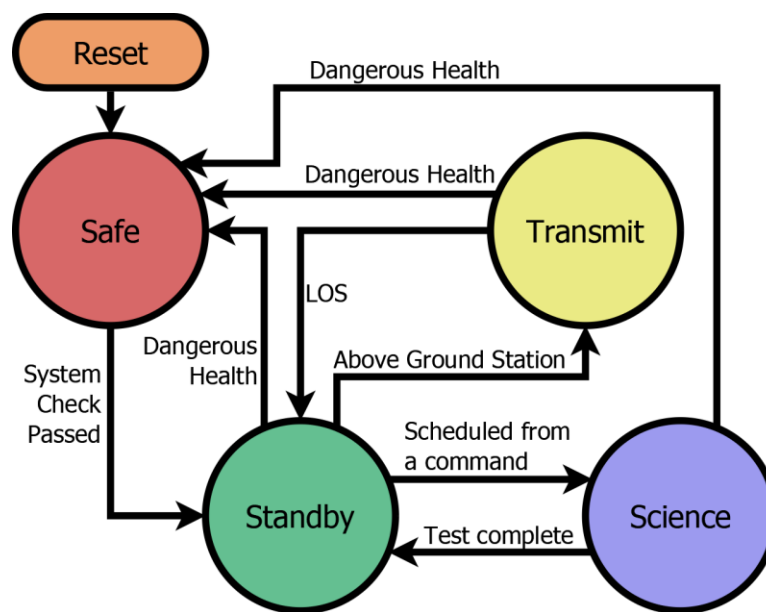 Reset
Dangerous Health
Dangerous Health
Safe
Transmit
LOS
Dangerous
Health
Above Ground Station
System
Check
Passed
Scheduled from
a command
Standby
Science
Test complete